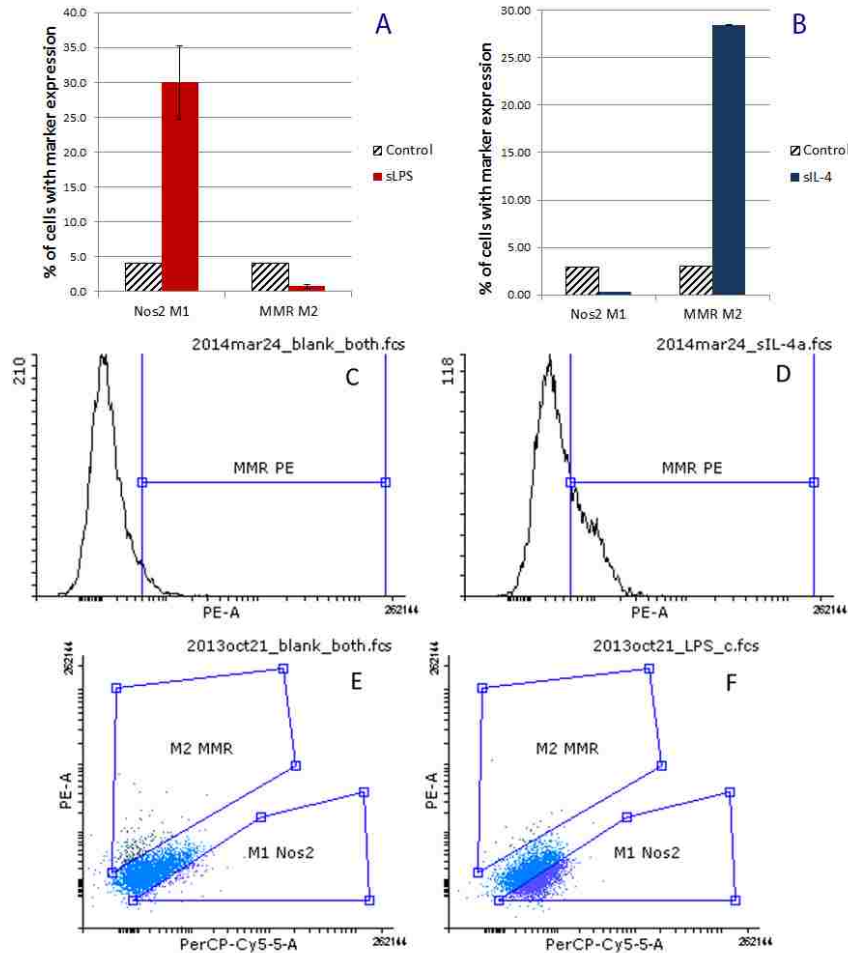 A
% of cells with marker expression
40.0
35.0
30.0
25.0
20.0
15.0
10.0
5.0
0.0
Nos2 M1
MMR M2
Control
sLPS
B
% of cells with marker expression
30.00
25.00
20.00
15.00
10.00
5.00
0.00
Nos2 M1
MMR M2
Control
sIL-4
2014mar24_blank_both.fcs
C
210
MMR PE
PE-A
262144
2014mar24_sIL-4a.fcs
D
118
MMR PE
PE-A
262144
2013oct21_blank_both.fcs
E
262144
PE-A
M2 MMR
M1 Nos2
PerCP-Cy5-5-A
262144
2013oct21_LPS_c.fcs
F
262144
PE-A
M2 MMR
M1 Nos2
PerCP-Cy5-5-A
262144